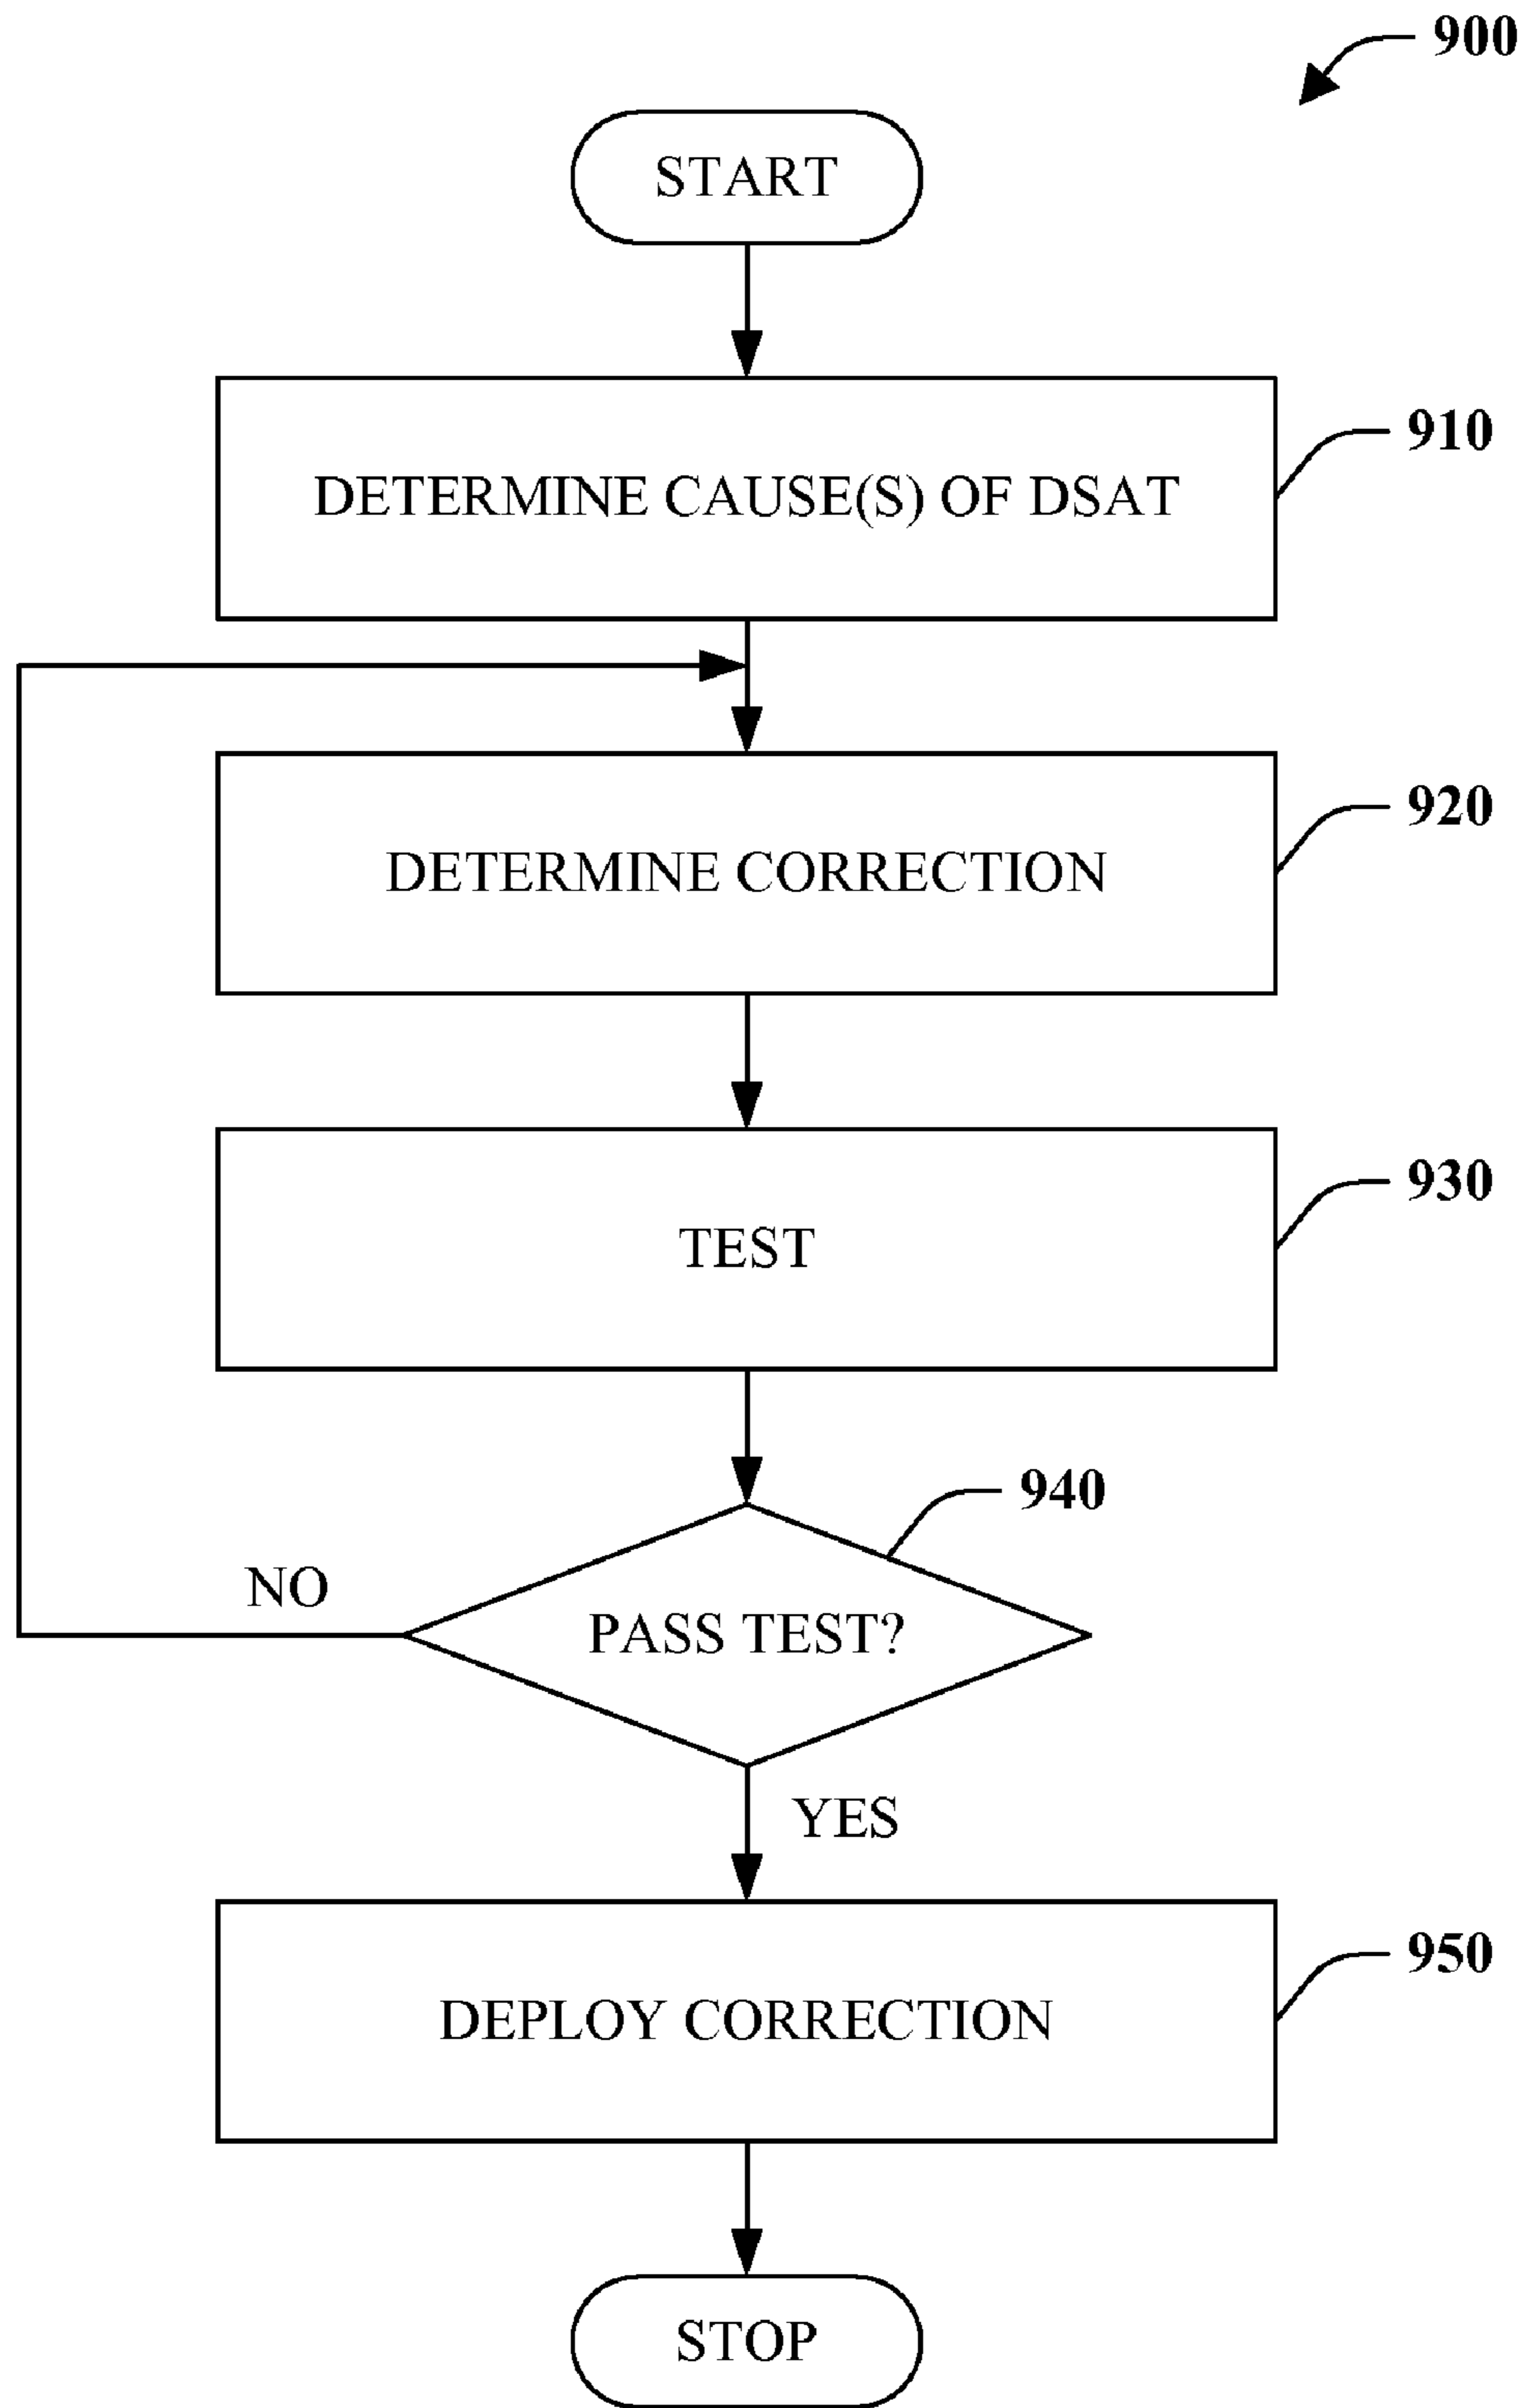 900
START
DETERMINE CAUSE(S) OF DSAT
910
DETERMINE CORRECTION
920
TEST
930
940
PASS TEST?
NO
YES
DEPLOY CORRECTION
950
STOP